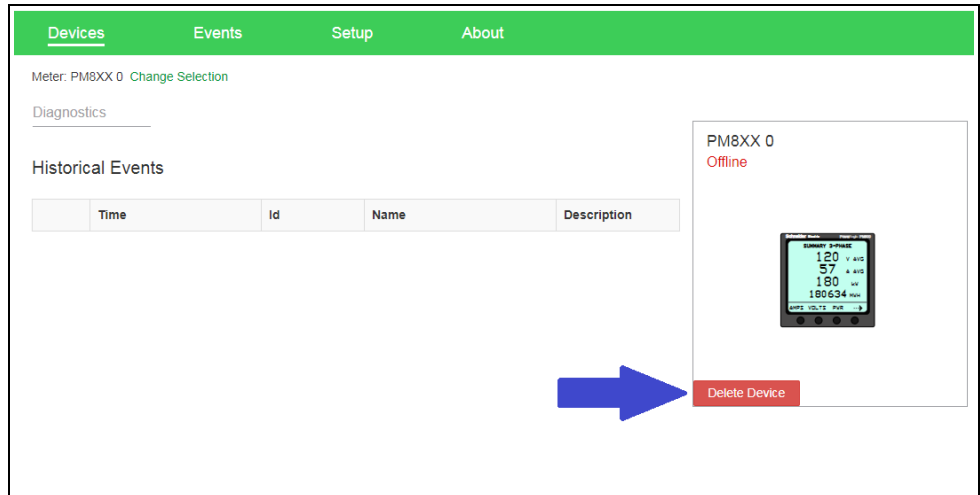 Devices Events Setup About
Meter: PM8XX 0 Change Selection
Diagnostics
Historical Events
Time Id Name Description
PM8XX 0
Offline
SUMMARY 3-PHASE
120 V AVG
57 A AVG
180 kW
180634 MWH
AMPS VOLTS PWR
Delete Device